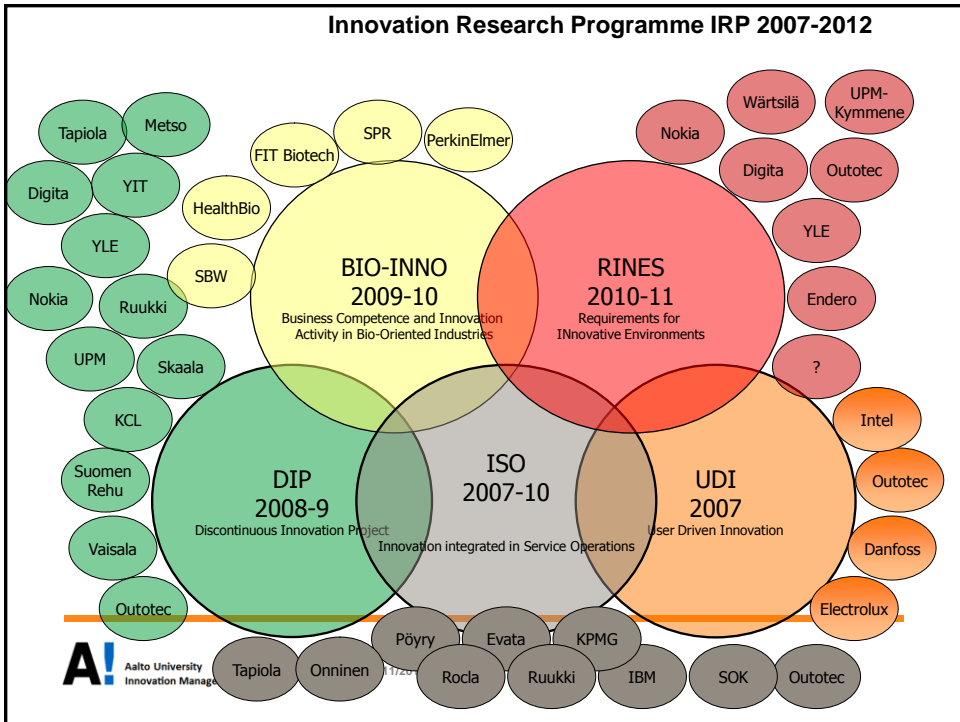 Innovation Research Programme IRP 2007-2012
Tapiola
Metso
Digita
YIT
YLE
Nokia
Ruukki
UPM
Skaala
KCL
Suomen
Rehu
Vaisala
Outotec
SBW
HealthBio
FIT Biotech
SPR
PerkinElmer
Nokia
Wärtsilä
UPM-
Kymmene
Digita
Outotec
YLE
Endero
?
BIO-INNO
2009-10
Business Competence and Innovation
Activity in Bio-Oriented Industries
RINES
2010-11
Requirements for
INnovative Environments
DIP
2008-9
Discontinuous Innovation Project
ISO
2007-10
Innovation integrated in Service Operations
UDI
2007
User Driven Innovation
Intel
Outotec
Danfoss
Electrolux
Pöyry
Evata
KPMG
Tapiola
Onninen
Rocla
Ruukki
IBM
SOK
Outotec
A!
Aalto University
Innovation